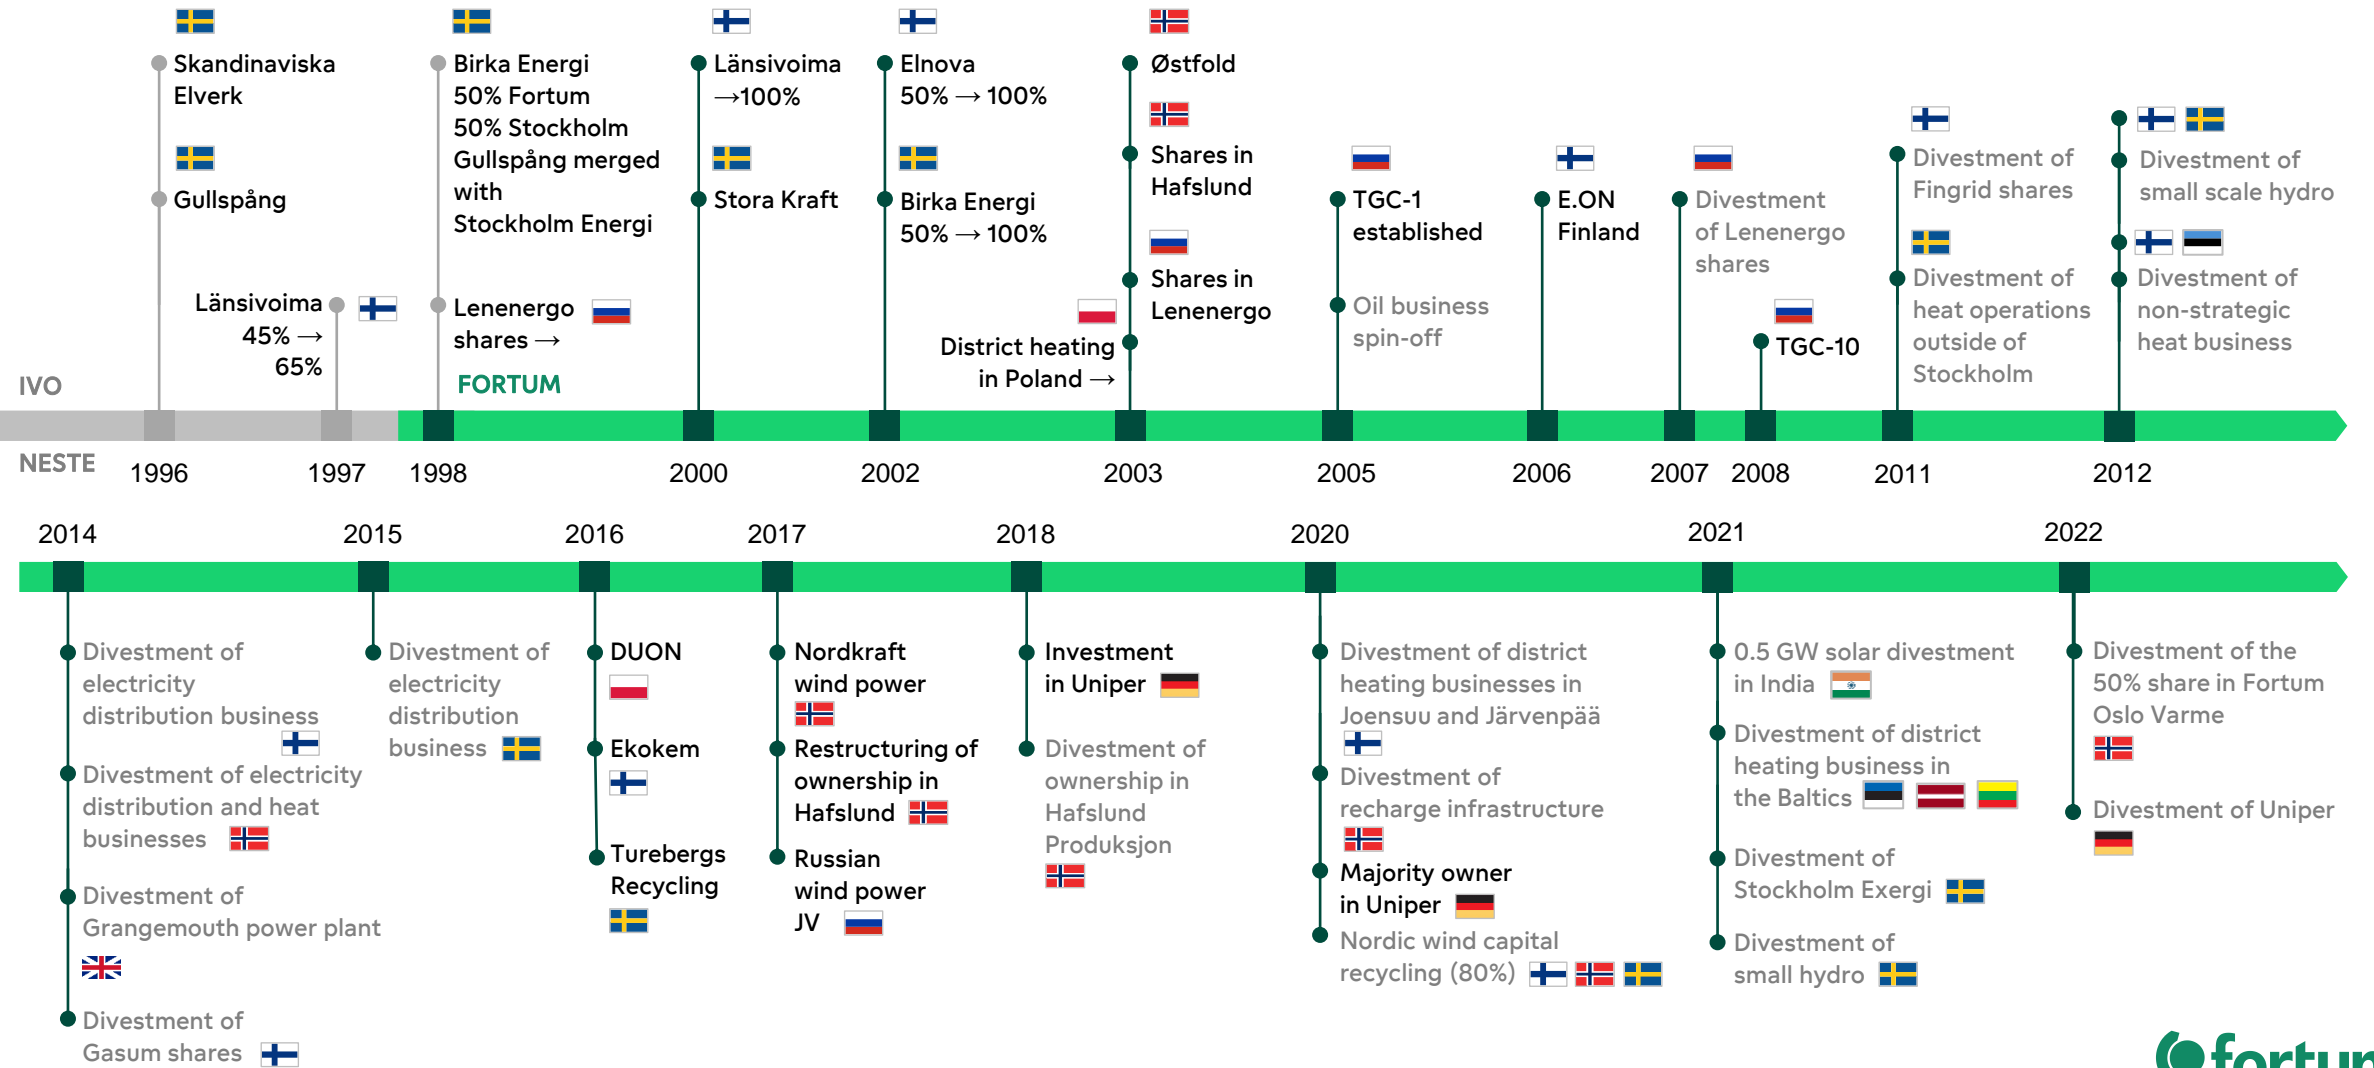 Skandinaviska
Elverk
Gullspång
Länsivoima
45% →
65%
Birka Energi
50% Fortum
50% Stockholm
Gullspång merged
with
Stockholm Energi
Lenenergo
shares →
Länsivoima
→100%
Stora Kraft
Elnova
50% → 100%
Birka Energi
50% → 100%
Østfold
Shares in
Hafslund
Shares in
Lenenergo
District heating
in Poland →
TGC-1
established
Oil business
spin-off
E.ON
Finland
Divestment
of Lenenergo
shares
TGC-10
Divestment of
Fingrid shares
Divestment of
heat operations
outside of
Stockholm
Divestment of
small scale hydro
Divestment of
non-strategic
heat business
IVO
FORTUM
NESTE
1996
1997
1998
2000
2002
2003
2005
2006
2007
2008
2011
2012
2014
2015
2016
2017
2018
2020
2021
2022
Divestment of
electricity
distribution business
Divestment of electricity
distribution and heat
businesses
Divestment of
Grangemouth power plant
Divestment of
Gasum shares
Divestment of
electricity
distribution
business
DUON
Ekokem
Turebergs
Recycling
Nordkraft
wind power
Restructuring of
ownership in
Hafslund
Russian
wind power
JV
Investment
in Uniper
Divestment of
ownership in
Hafslund
Produksjon
Divestment of district
heating businesses in
Joensuu and Järvenpää
Divestment of
recharge infrastructure
Majority owner
in Uniper
Nordic wind capital
recycling (80%)
0.5 GW solar divestment
in India
Divestment of district
heating business in
the Baltics
Divestment of
Stockholm Exergi
Divestment of
small hydro
Divestment of the
50% share in Fortum
Oslo Varme
Divestment of Uniper
fortum